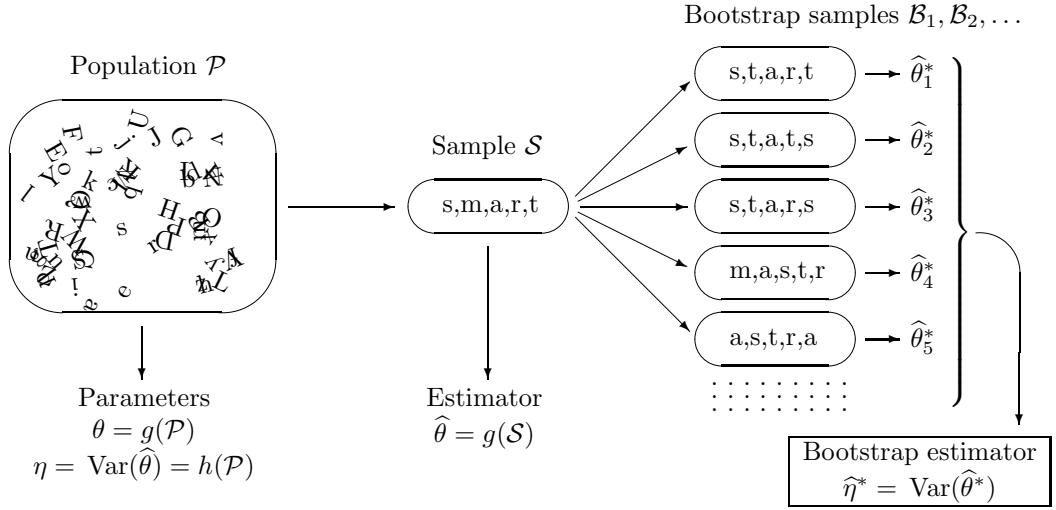 Bootstrap samples 𝓑₁, 𝓑₂, …
Population 𝒫
Sample 𝒮
s,m,a,r,t
s,t,a,r,t
θ̂*₁
s,t,a,t,s
θ̂*₂
s,t,a,r,s
θ̂*₃
m,a,s,t,r
θ̂*₄
a,s,t,r,a
θ̂*₅
Parameters
θ = g(𝒫)
η = Var(θ̂) = h(𝒫)
Estimator
θ̂ = g(𝒮)
Bootstrap estimator
η̂* = Var(θ̂*)